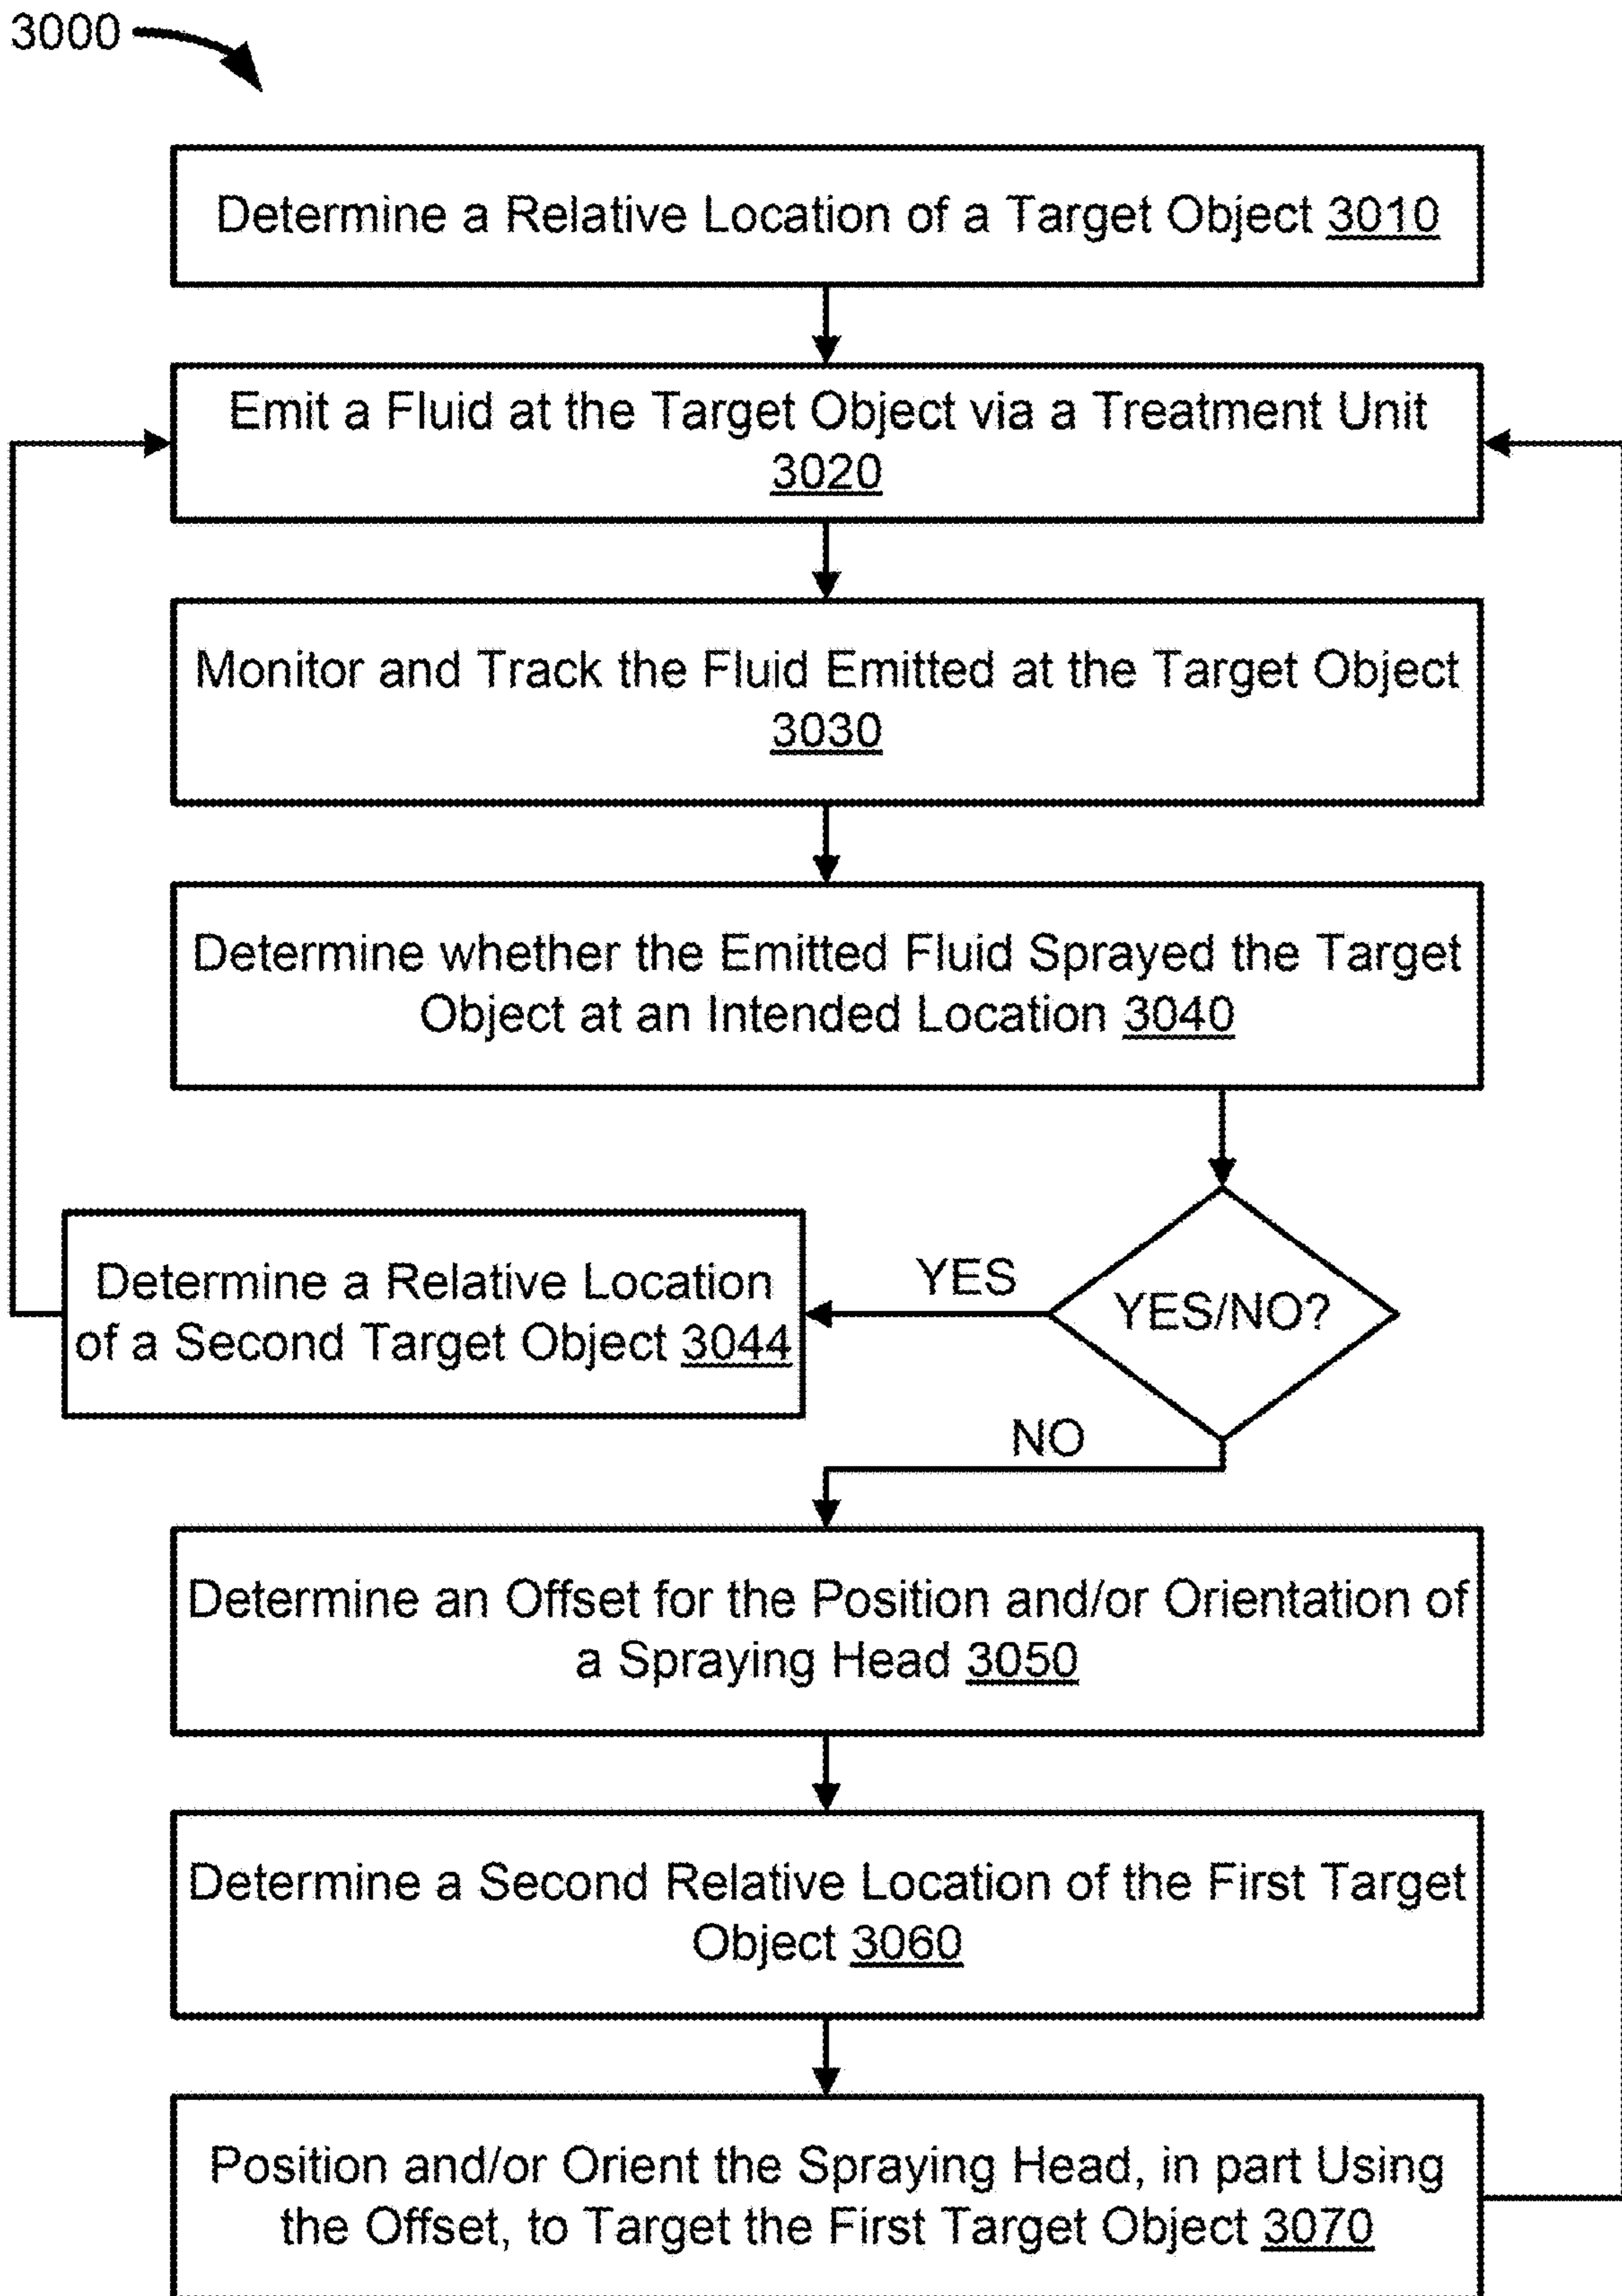 3000
Determine a Relative Location of a Target Object 3010
Emit a Fluid at the Target Object via a Treatment Unit
3020
Monitor and Track the Fluid Emitted at the Target Object
3030
Determine whether the Emitted Fluid Sprayed the Target
Object at an Intended Location 3040
YES/NO?
YES
Determine a Relative Location
of a Second Target Object 3044
NO
Determine an Offset for the Position and/or Orientation of
a Spraying Head 3050
Determine a Second Relative Location of the First Target
Object 3060
Position and/or Orient the Spraying Head, in part Using
the Offset, to Target the First Target Object 3070